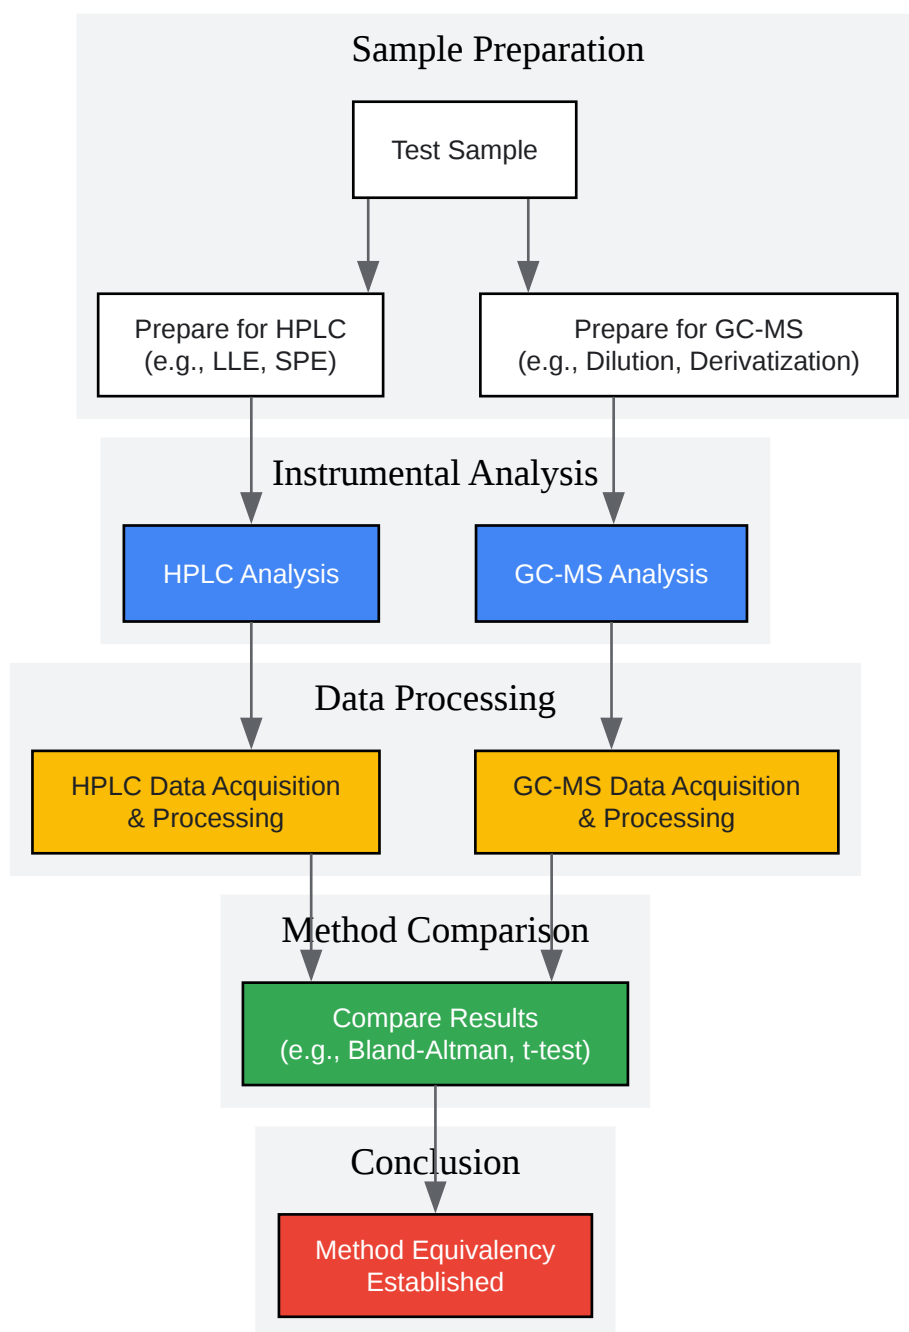 Sample Preparation
Test Sample
Prepare for HPLC
(e.g., LLE, SPE)
Prepare for GC-MS
(e.g., Dilution, Derivatization)
Instrumental Analysis
HPLC Analysis
GC-MS Analysis
Data Processing
HPLC Data Acquisition
& Processing
GC-MS Data Acquisition
& Processing
Method Comparison
Compare Results
(e.g., Bland-Altman, t-test)
Conclusion
Method Equivalency
Established